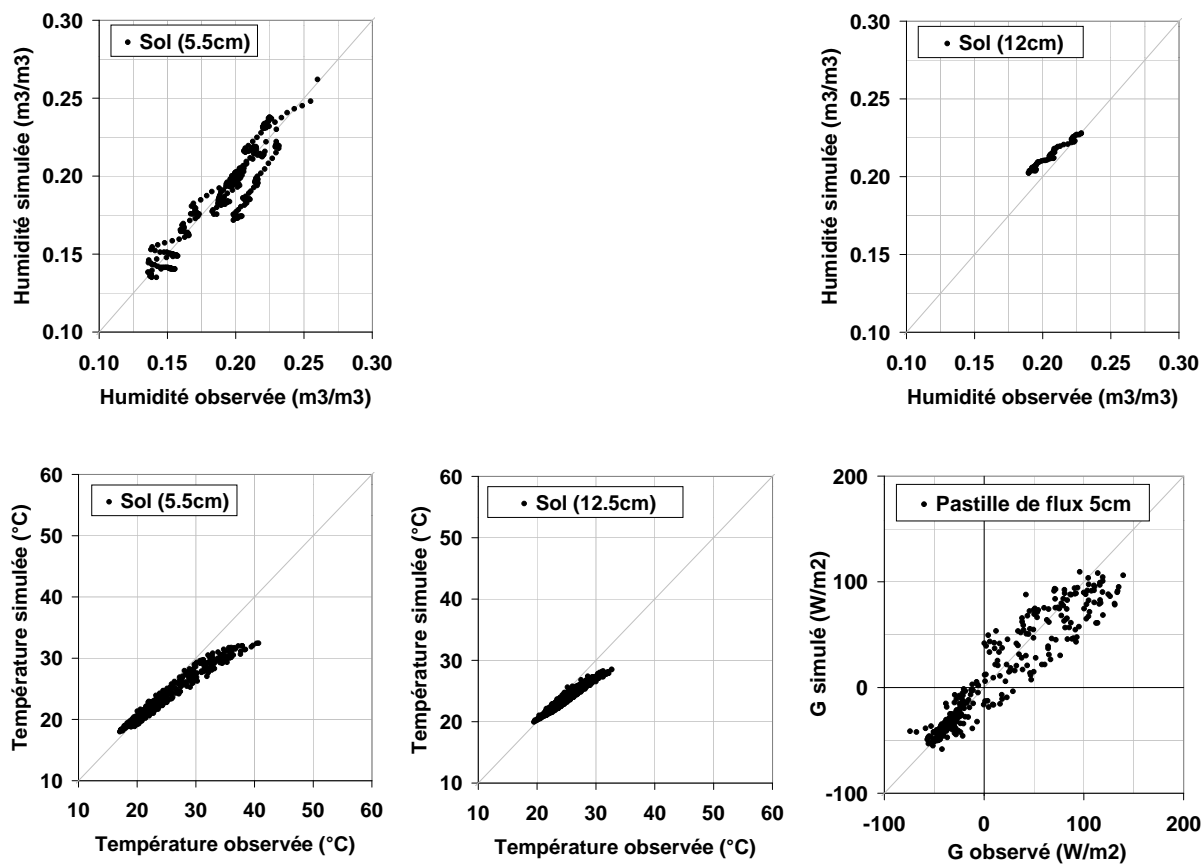 0.30
Sol (5.5cm)
0.25
0.20
0.15
0.10
Humidité simulée (m3/m3)
0.10 0.15 0.20 0.25 0.30
Humidité observée (m3/m3)
0.30
Sol (12cm)
0.25
0.20
0.15
0.10
Humidité simulée (m3/m3)
0.10 0.15 0.20 0.25 0.30
Humidité observée (m3/m3)
60
Sol (5.5cm)
50
40
30
20
10
Température simulée (°C)
10 20 30 40 50 60
Température observée (°C)
60
Sol (12.5cm)
50
40
30
20
10
Température simulée (°C)
10 20 30 40 50 60
Température observée (°C)
200
Pastille de flux 5cm
100
0
-100
G simulé (W/m2)
-100 0 100 200
G observé (W/m2)